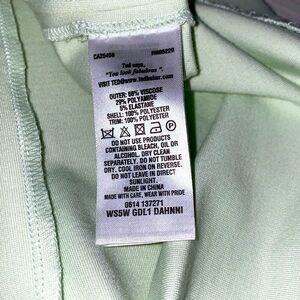 CA25456 RN95229
Ted says,
"You look fabulous."
VISIT TED@www.tedbaker.com
OUTER: 66% VISCOSE
29% POLYAMIDE
5% ELASTANE
SHELL: 100% POLYESTER
TRIM: 100% POLYESTER
DO NOT USE PRODUCTS
CONTAINING BLEACH, OIL OR
ALCOHOL. DRY CLEAN
SEPARATELY. DO NOT TUMBLE
DRY. COOL IRON ON REVERSE.
DO NOT LEAVE IN DIRECT
SUNLIGHT.
MADE IN CHINA
MADE WITH CARE, WEAR WITH PRIDE
0614 137271
WS5W GDL1 DAHNNI